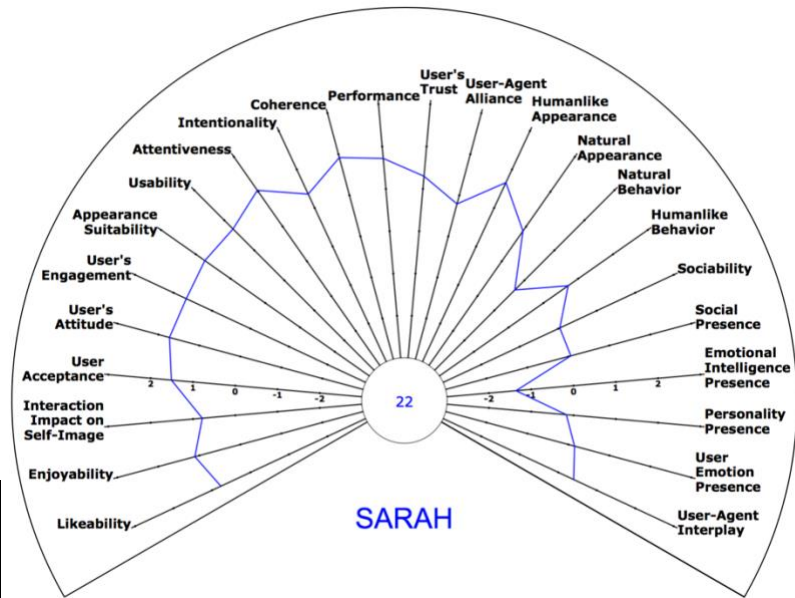 User's
Trust
User-Agent
Alliance
Performance
Coherence
Humanlike
Appearance
Intentionality
Attentiveness
Natural
Appearance
Usability
Natural
Behavior
Appearance
Suitability
Humanlike
Behavior
User's
Engagement
Sociability
User's
Attitude
Social
Presence
User
Acceptance
2 1 0 -1 -2
-2 -1 0 1 2
Emotional
Intelligence
Presence
22
Interaction
Impact on
Self-Image
Personality
Presence
Enjoyability
User
Emotion
Presence
Likeability
SARAH
User-Agent
Interplay